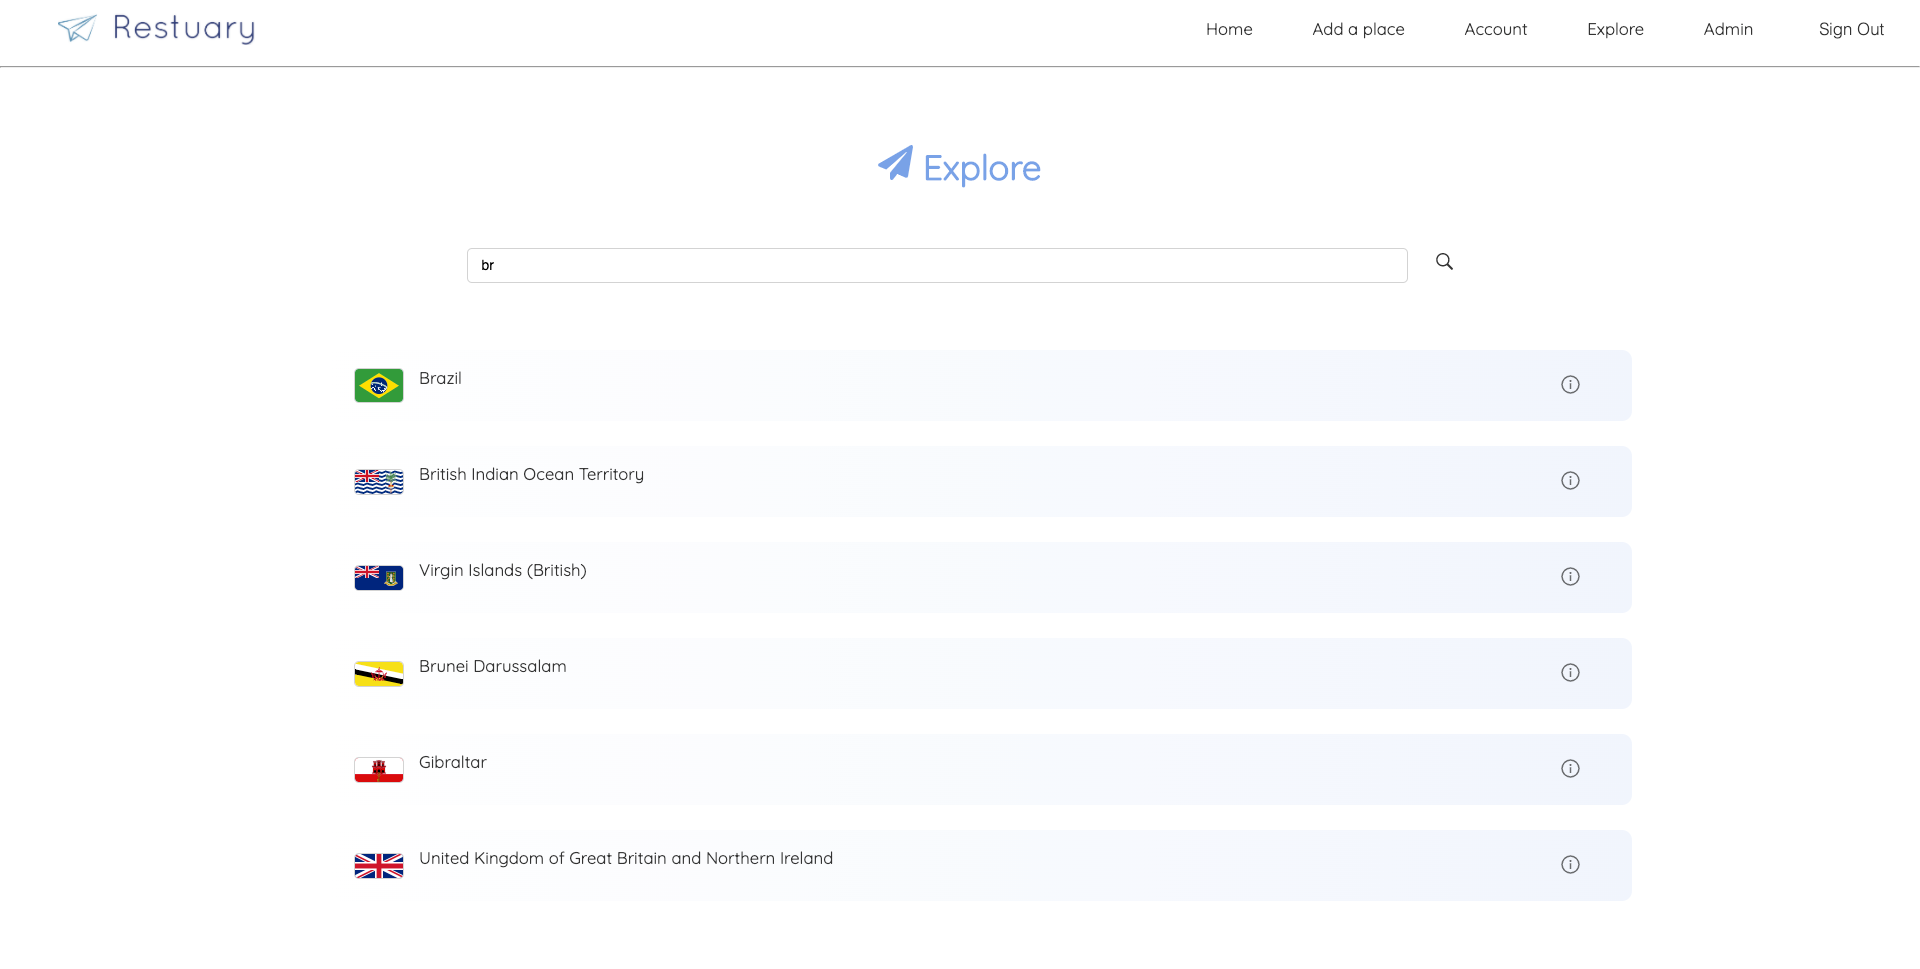 Restuary
Home Add a place Account Explore Admin Sign Out
Explore
br
Brazil
British Indian Ocean Territory
Virgin Islands (British)
Brunei Darussalam
Gibraltar
United Kingdom of Great Britain and Northern Ireland